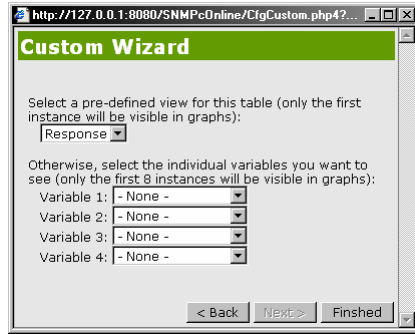 http://127.0.0.1:8080/SNMPcOnline/CfgCustom.php4?...
Custom Wizard
Select a pre-defined view for this table (only the first
instance will be visible in graphs):
Response
Otherwise, select the individual variables you want to
see (only the first 8 instances will be visible in graphs):
Variable 1: - None -
Variable 2: - None -
Variable 3: - None -
Variable 4: - None -
< Back Next > Finshed